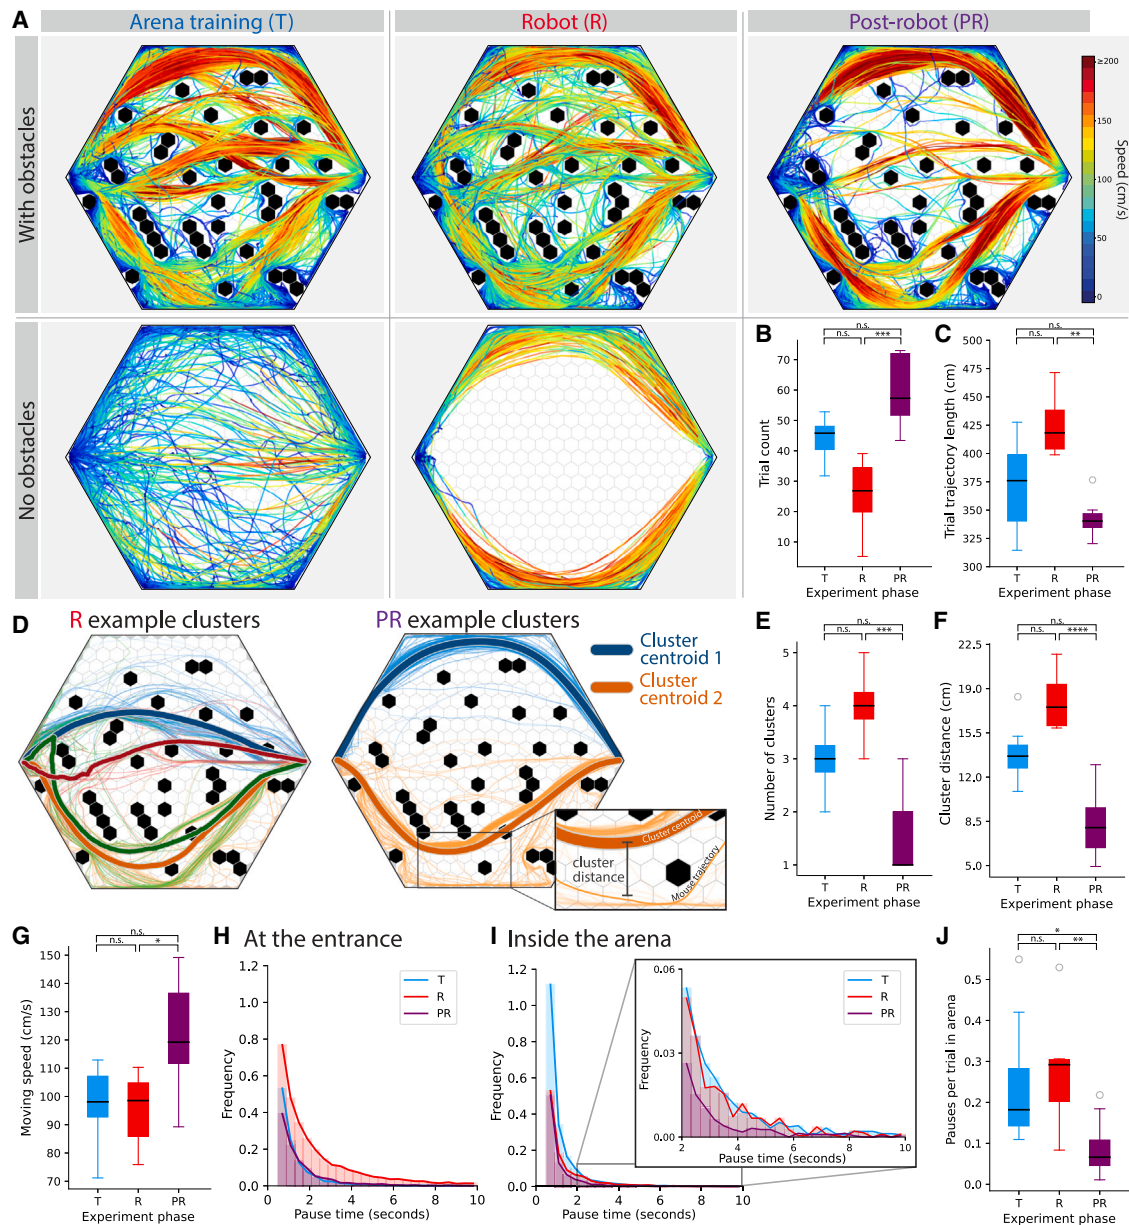 A
Arena training (T)
Robot (R)
Post-robot (PR)
With obstacles
≥200
150
100
50
0
Speed (cm/s)
No obstacles
B
n.s.
n.s.
***
Trial count
70
60
50
40
30
20
10
T
R
PR
Experiment phase
C
n.s.
n.s.
**
Trial trajectory length (cm)
500
475
450
425
400
375
350
325
300
T
R
PR
Experiment phase
D
R example clusters
PR example clusters
Cluster
centroid 1
Cluster
centroid 2
Cluster centroid
cluster
distance
Mouse trajectory
E
n.s.
n.s.
***
Number of clusters
5
4
3
2
1
T
R
PR
Experiment phase
F
n.s.
n.s.
****
Cluster distance (cm)
22.5
19.0
15.5
12.0
8.5
5.0
T
R
PR
Experiment phase
G
n.s.
n.s.
*
Moving speed (cm/s)
150
140
130
120
110
100
90
80
70
T
R
PR
Experiment phase
H
At the entrance
Frequency
1.2
1.0
0.8
0.6
0.4
0.2
0.0
0
2
4
6
8
10
Pause time (seconds)
T
R
PR
I
Inside the arena
Frequency
1.2
1.0
0.8
0.6
0.4
0.2
0.0
0
2
4
6
8
10
Pause time (seconds)
Frequency
0.06
0.03
0.00
2
4
6
8
10
Pause time (seconds)
T
R
PR
J
*
n.s.
**
Pauses per trial in arena
0.5
0.4
0.3
0.2
0.1
0.0
T
R
PR
Experiment phase